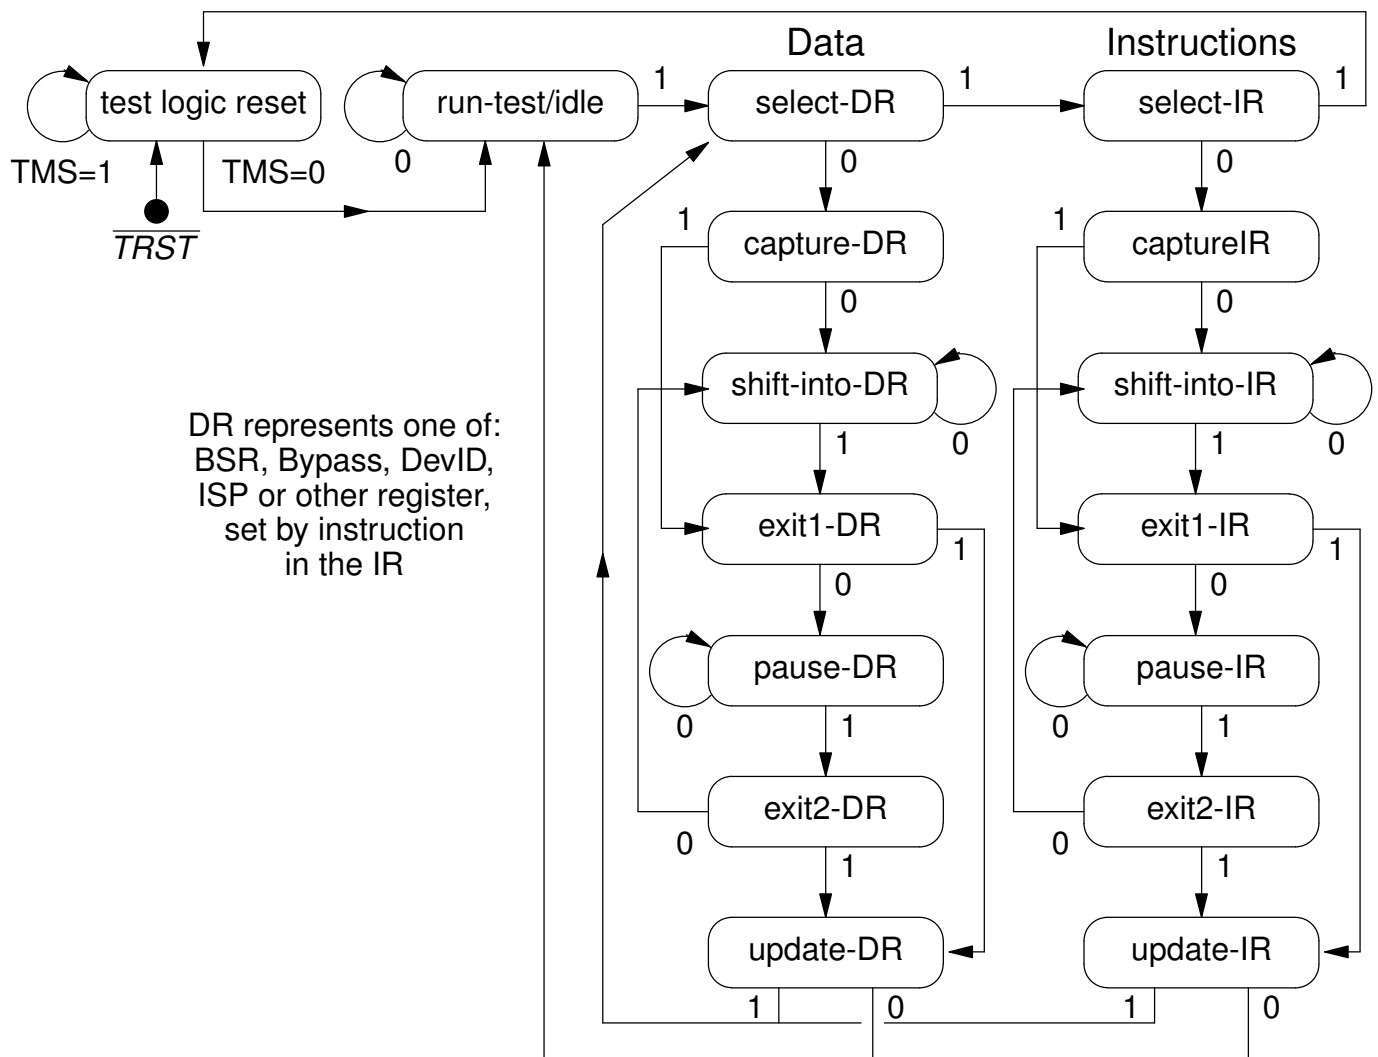 Data
Instructions
test logic reset
run-test/idle
1
select-DR
1
select-IR
1
TMS=1
TMS=0
0
0
0
TRST
1
capture-DR
1
captureIR
0
0
shift-into-DR
shift-into-IR
1
0
1
0
DR represents one of:
BSR, Bypass, DevID,
ISP or other register,
set by instruction
in the IR
exit1-DR
1
exit1-IR
1
0
0
pause-DR
pause-IR
0
1
0
1
exit2-DR
exit2-IR
0
1
0
1
update-DR
update-IR
1
0
1
0